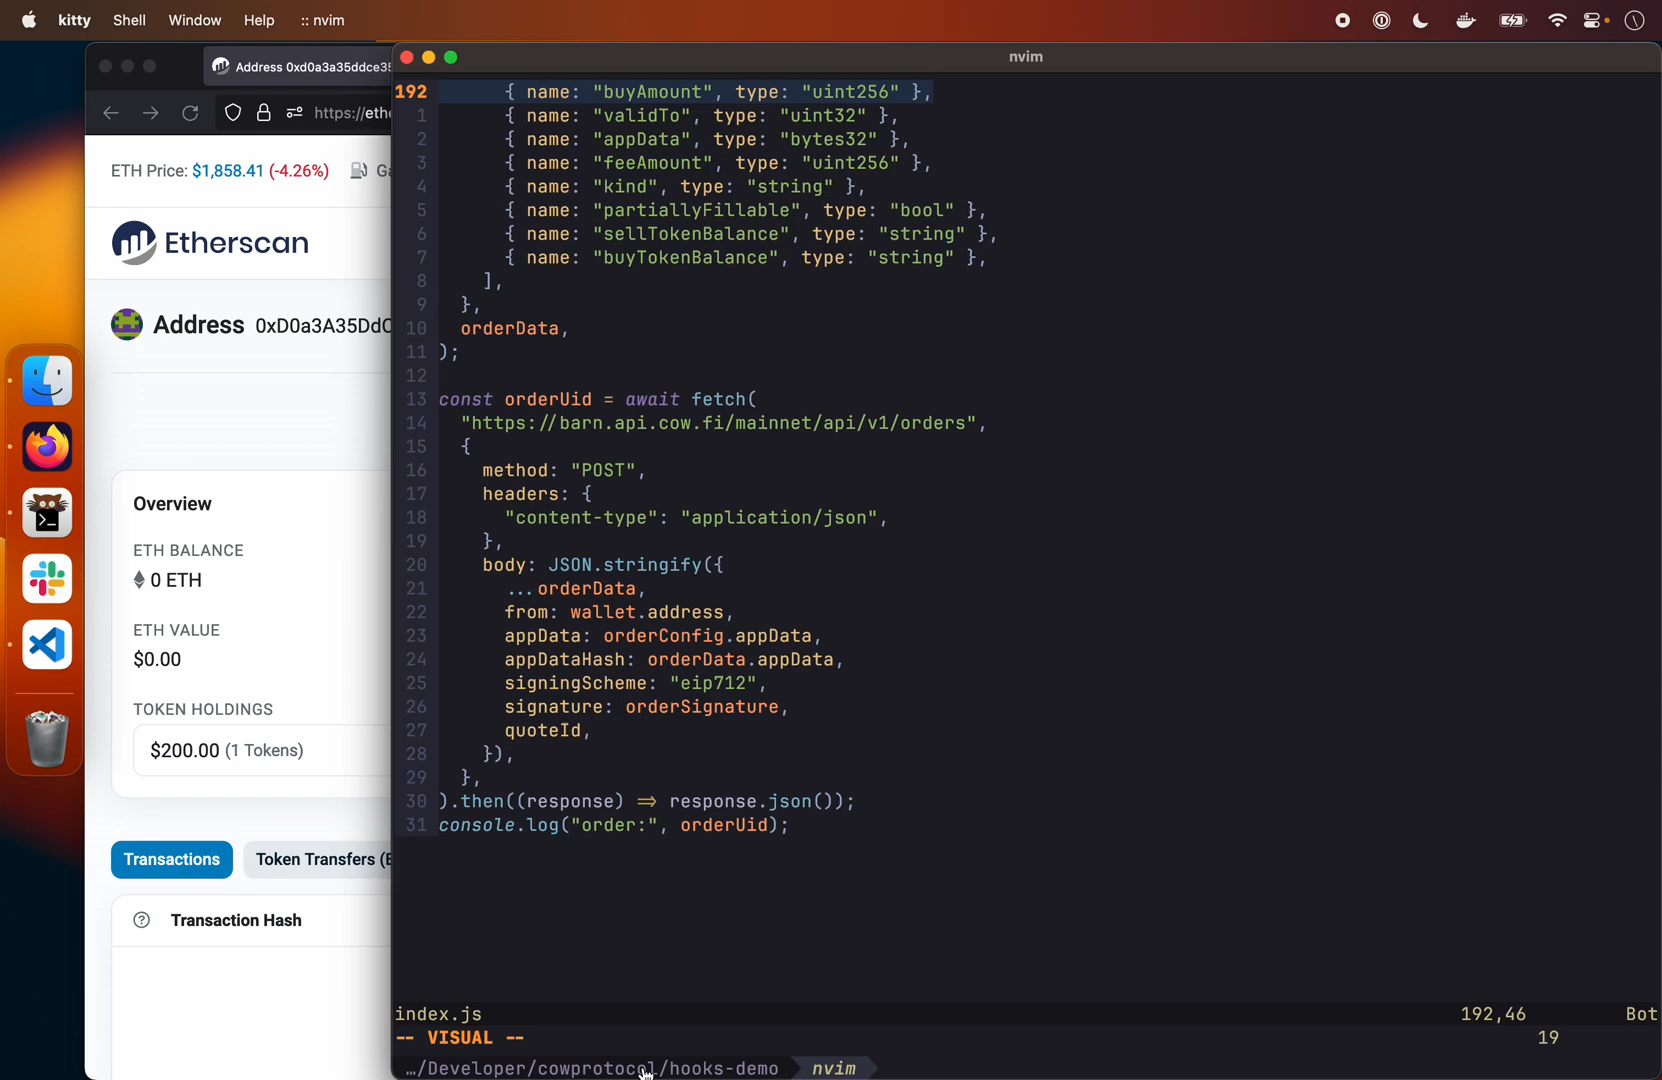 kitty Shell Window Help :: nvim
Address 0xd0a3a35ddce35
https://ethe
ETH Price: $1,858.41 (-4.26%) Ga
Etherscan
Address 0xD0a3A35DdC
Overview
ETH BALANCE
0 ETH
ETH VALUE
$0.00
TOKEN HOLDINGS
$200.00 (1 Tokens)
Transactions Token Transfers (E
Transaction Hash
nvim
192 { name: "buyAmount", type: "uint256" },
1 { name: "validTo", type: "uint32" },
2 { name: "appData", type: "bytes32" },
3 { name: "feeAmount", type: "uint256" },
4 { name: "kind", type: "string" },
5 { name: "partiallyFillable", type: "bool" },
6 { name: "sellTokenBalance", type: "string" },
7 { name: "buyTokenBalance", type: "string" },
8 ],
9 },
10 orderData,
11 );
12
13 const orderUid = await fetch(
14 "https://barn.api.cow.fi/mainnet/api/v1/orders",
15 {
16 method: "POST",
17 headers: {
18 "content-type": "application/json",
19 },
20 body: JSON.stringify({
21 ...orderData,
22 from: wallet.address,
23 appData: orderConfig.appData,
24 appDataHash: orderData.appData,
25 signingScheme: "eip712",
26 signature: orderSignature,
27 quoteId,
28 }),
29 },
30 ).then((response) => response.json());
31 console.log("order:", orderUid);
index.js 192,46 Bot
-- VISUAL -- 19
…/Developer/cowprotocol/hooks-demo nvim